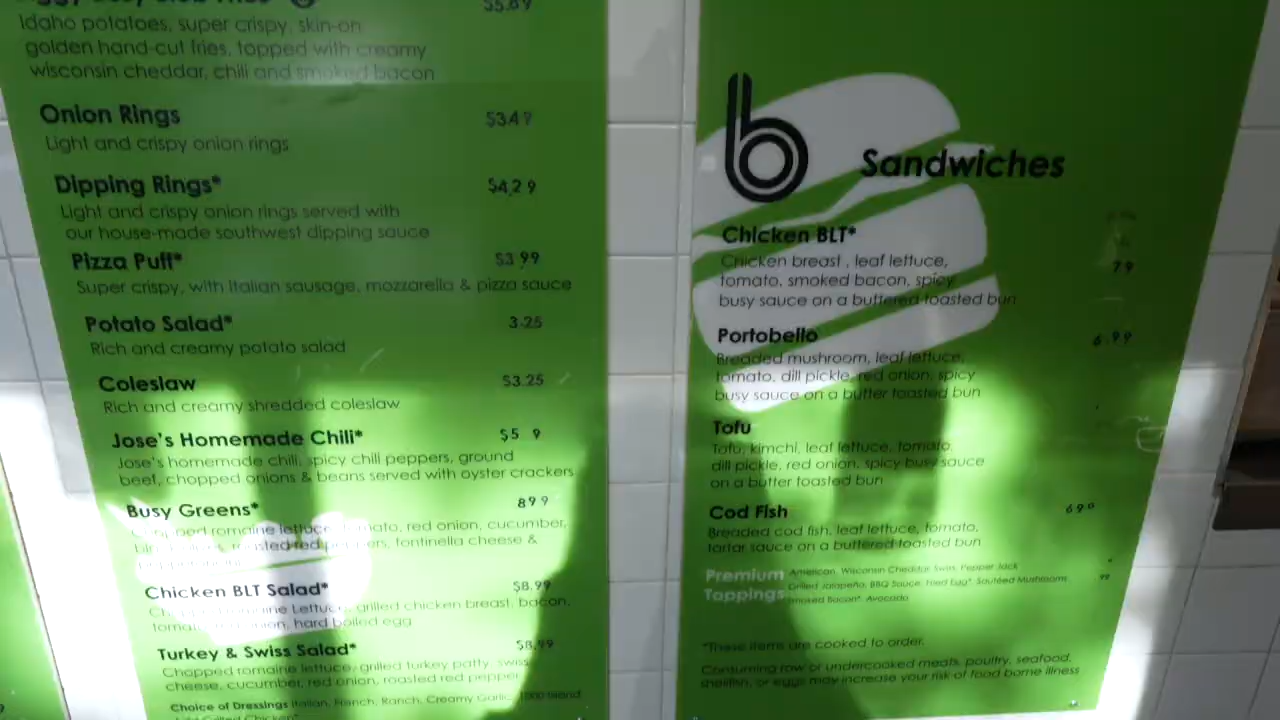 $5.89
Idaho potatoes, super crispy, skin-on
golden hand-cut fries, topped with creamy
wisconsin cheddar, chili and smoked bacon
Onion Rings $3.49
Light and crispy onion rings
Dipping Rings* $4.29
Light and crispy onion rings served with
our house-made southwest dipping sauce
Pizza Puff* $3.99
Super crispy, with Italian sausage, mozzarella & pizza sauce
Potato Salad* 3.25
Rich and creamy potato salad
Coleslaw $3.25
Rich and creamy shredded coleslaw
Jose's Homemade Chili* $5 9
Jose's homemade chili, spicy chili peppers, ground
beef, chopped onions & beans served with oyster crackers
Busy Greens* 899
Chopped romaine lettuce, tomato, red onion, cucumber,
roasted red peppers, fontinella cheese &
Chicken BLT Salad* $8.99
Chopped Romaine Lettuce, grilled chicken breast, bacon,
tomato, red onion, hard boiled egg
Turkey & Swiss Salad* $8.99
Chopped romaine lettuce, grilled turkey patty, swiss
cheese, cucumber, red onion, roasted red pepper
Choice of Dressings Italian, French, Ranch, Creamy Garlic, 1000 Island
b Sandwiches
Chicken BLT* 79
Chicken breast , leaf lettuce,
tomato, smoked bacon, spicy
busy sauce on a buttered toasted bun
Portobello 6.99
Breaded mushroom, leaf lettuce,
tomato, dill pickle, red onion, spicy
busy sauce on a butter toasted bun
Tofu
Tofu, kimchi, leaf lettuce, tomato,
dill pickle, red onion, spicy busy sauce
on a butter toasted bun
Cod Fish 69
Breaded cod fish, leaf lettuce, tomato,
tartar sauce on a buttered toasted bun
Premium American, Wisconsin Cheddar, Swiss, Pepper Jack
Toppings Grilled Jalapeño, BBQ Sauce, Fried Egg*, Sautéed Mushrooms 99
Smoked Bacon*, Avocado
*These items are cooked to order.
Consuming raw or undercooked meats, poultry, seafood,
shellfish, or eggs may increase your risk of food borne illness